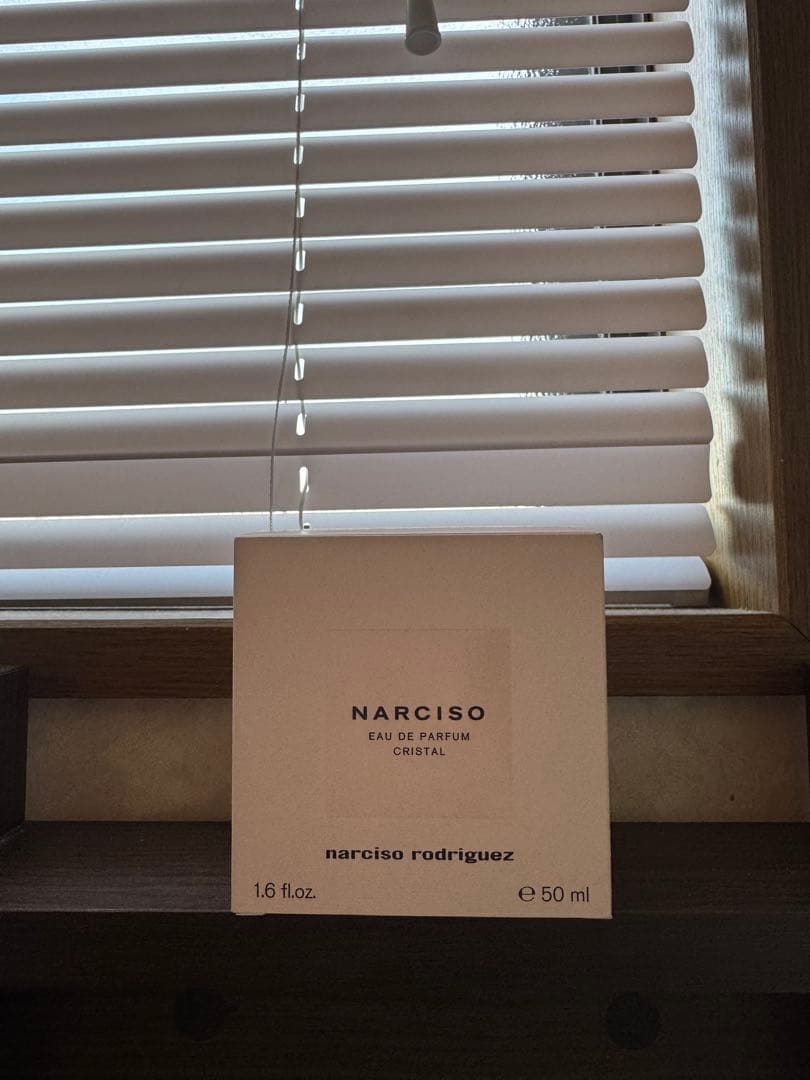 NARCISO
EAU DE PARFUM
CRISTAL
narciso rodriguez
1.6 fl.oz.
℮ 50 ml